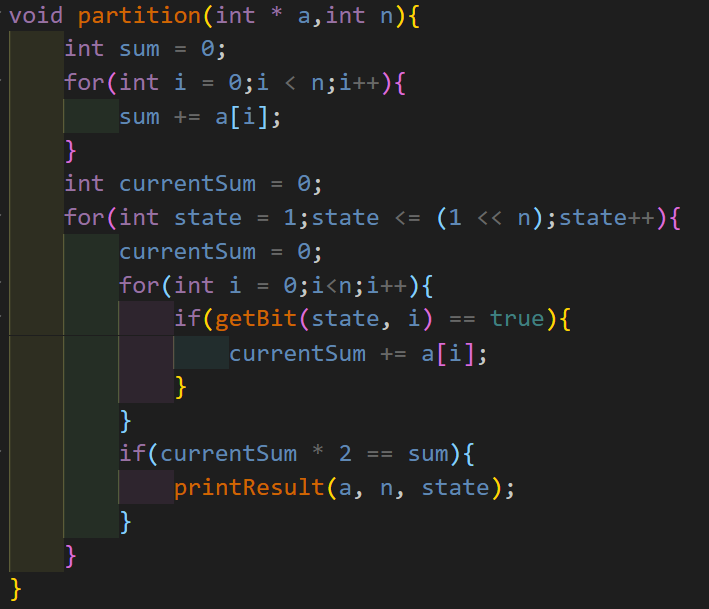 void partition(int * a,int n){
    int sum = 0;
    for(int i = 0;i < n;i++){
        sum += a[i];
    }
    int currentSum = 0;
    for(int state = 1;state <= (1 << n);state++){
        currentSum = 0;
        for(int i = 0;i<n;i++){
            if(getBit(state, i) == true){
                currentSum += a[i];
            }
        }
        if(currentSum * 2 == sum){
            printResult(a, n, state);
        }
    }
}